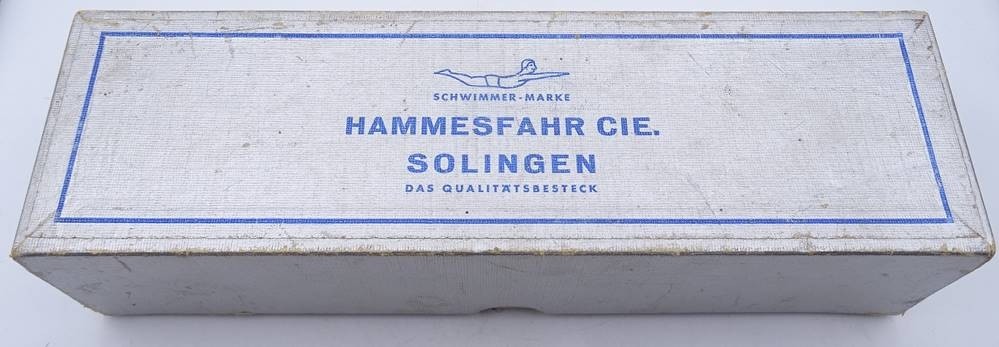 SCHWIMMER-MARKE
HAMMESFAHR CIE.
SOLINGEN
DAS QUALITÄTSBESTECK